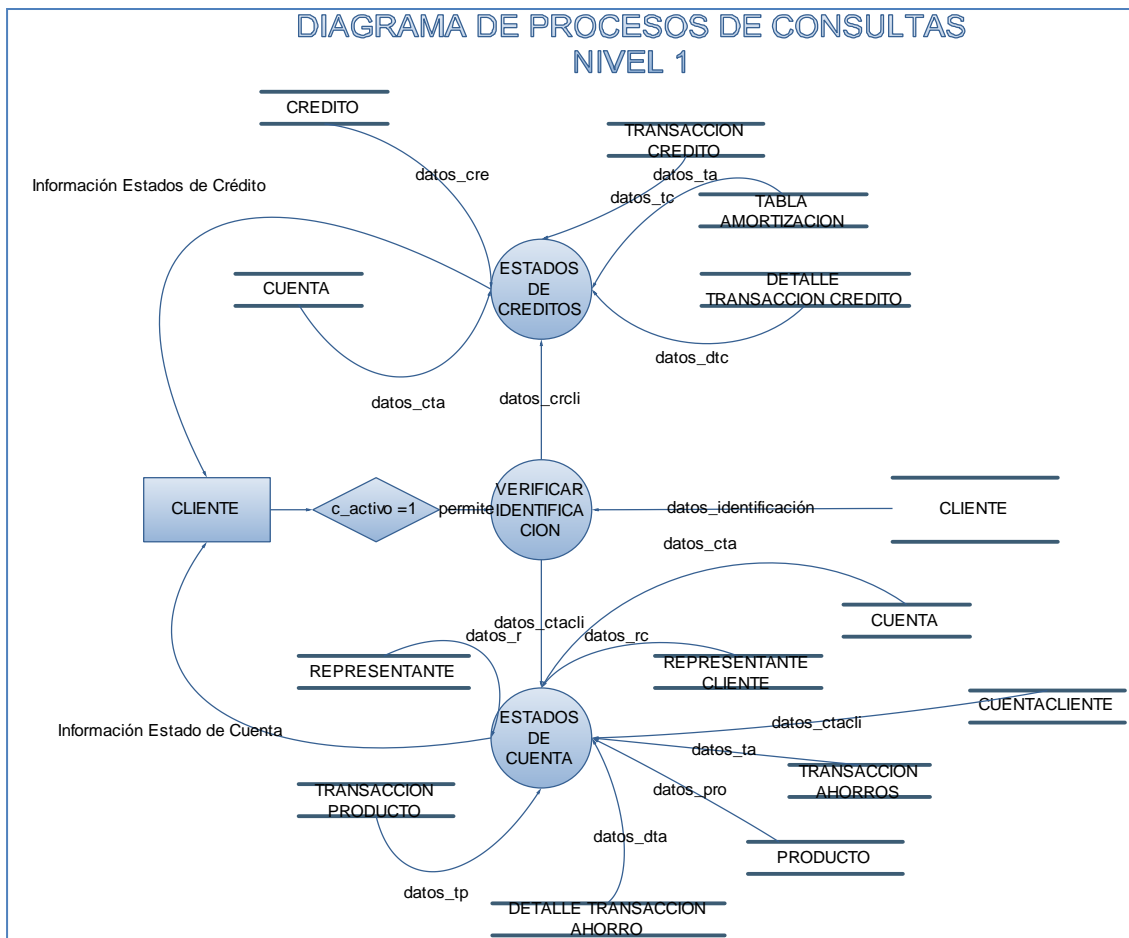 DIAGRAMA DE PROCESOS DE CONSULTAS
NIVEL 1
CREDITO
TRANSACCION
CREDITO
datos_cre
datos_ta
Información Estados de Crédito
datos_tc
TABLA
AMORTIZACION
ESTADOS
DE
CREDITOS
CUENTA
DETALLE
TRANSACCION CREDITO
datos_dtc
datos_cta
datos_crcli
CLIENTE
c_activo =1
permite
VERIFICAR
IDENTIFICA
CION
datos_identificación
CLIENTE
datos_cta
datos_ctacli
CUENTA
datos_r
datos_rc
REPRESENTANTE
REPRESENTANTE
CLIENTE
CUENTACLIENTE
Información Estado de Cuenta
ESTADOS
DE
CUENTA
datos_ctacli
datos_ta
TRANSACCION
AHORROS
TRANSACCION
PRODUCTO
datos_pro
datos_dta
PRODUCTO
datos_tp
DETALLE TRANSACCION
AHORRO